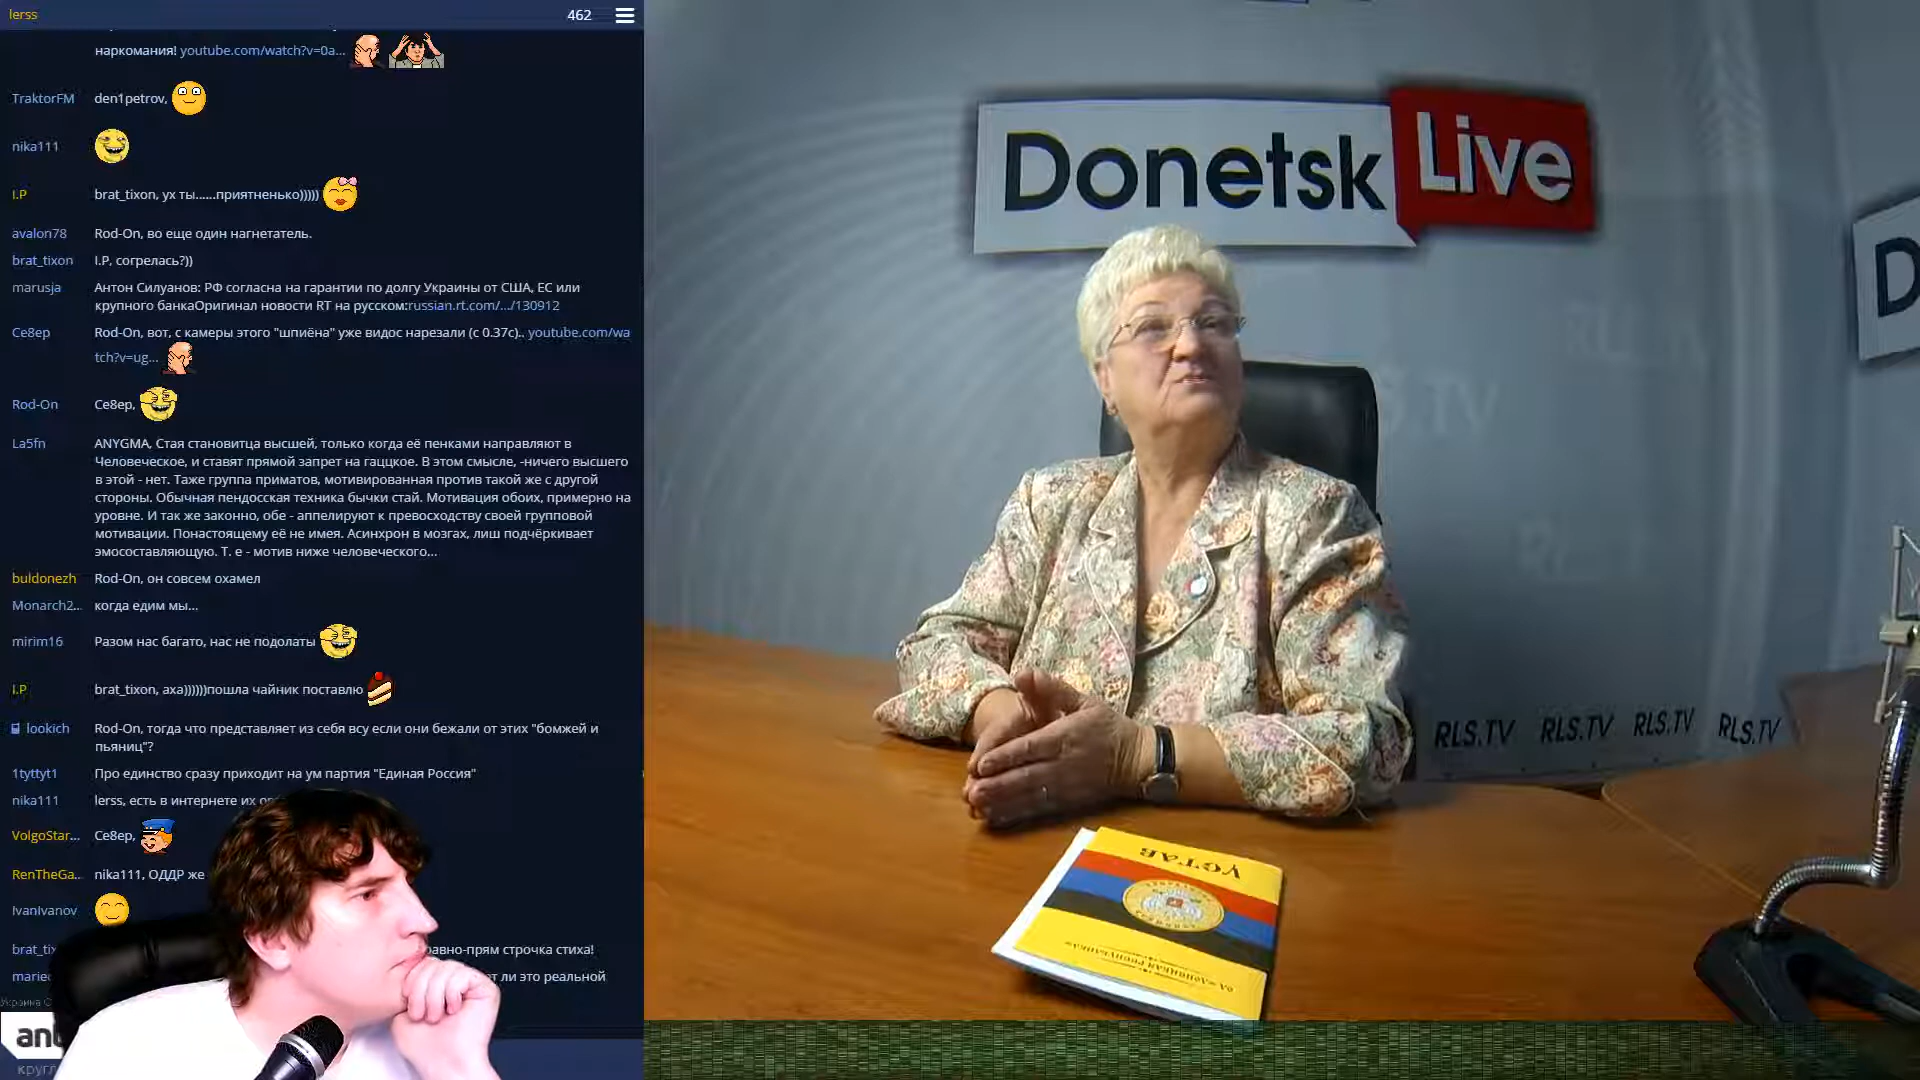 lerss
462
наркомания! youtube.com/watch?v=0a...
TraktorFM den1petrov,
nika111
I.P brat_tixon, ух ты......приятненько)))))
avalon78 Rod-On, во еще один нагнетатель.
brat_tixon I.P, согрелась?))
marusja Антон Силуанов: РФ согласна на гарантии по долгу Украины от США, ЕС или
крупного банкаОригинал новости RT на русском:russian.rt.com/.../130912
Ce8ep Rod-On, вот, с камеры этого "шпиёна" уже видос нарезали (с 0.37с).. youtube.com/wa
tch?v=ug...
Rod-On Ce8ep,
La5fn ANYGMA, Стая становитца высшей, только когда её пенками направляют в
Человеческое, и ставят прямой запрет на гаццкое. В этом смысле, -ничего высшего
в этой - нет. Таже группа приматов, мотивированная против такой же с другой
стороны. Обычная пендосская техника бычки стай. Мотивация обоих, примерно на
уровне. И так же законно, обе - аппелируют к превосходству своей групповой
мотивации. Понастоящему её не имея. Асинхрон в мозгах, лиш подчёркивает
эмосоставляющую. Т. е - мотив ниже человеческого...
buldonezh Rod-On, он совсем охамел
Monarch2... когда едим мы...
mirim16 Разом нас багато, нас не подолаты
I.P brat_tixon, аха))))))пошла чайник поставлю
lookich Rod-On, тогда что представляет из себя всу если они бежали от этих "бомжей и
пьяниц"?
1tyttyt1 Про единство сразу приходит на ум партия "Единая Россия"
nika111 lerss, есть в интернете их
VolgoStar... Ce8ep,
RenTheGa... nika111, ОДДР же
IvanIvanov
равно-прям строчка стиха!
ли это реальной
Украина
Donetsk Live
RLS.TV RLS.TV RLS.TV RLS.TV
УСТАВ